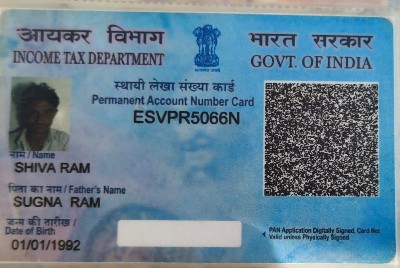 आयकर विभाग
INCOME TAX DEPARTMENT
भारत सरकार
GOVT. OF INDIA
स्थायी लेखा संख्या कार्ड
Permanent Account Number Card
ESVPR5066N
नाम / Name
SHIVA RAM
पिता का नाम / Father's Name
SUGNA RAM
जन्म की तारीख /
Date of Birth
01/01/1992
PAN Application Digitally Signed, Card Not
Valid unless Physically Signed